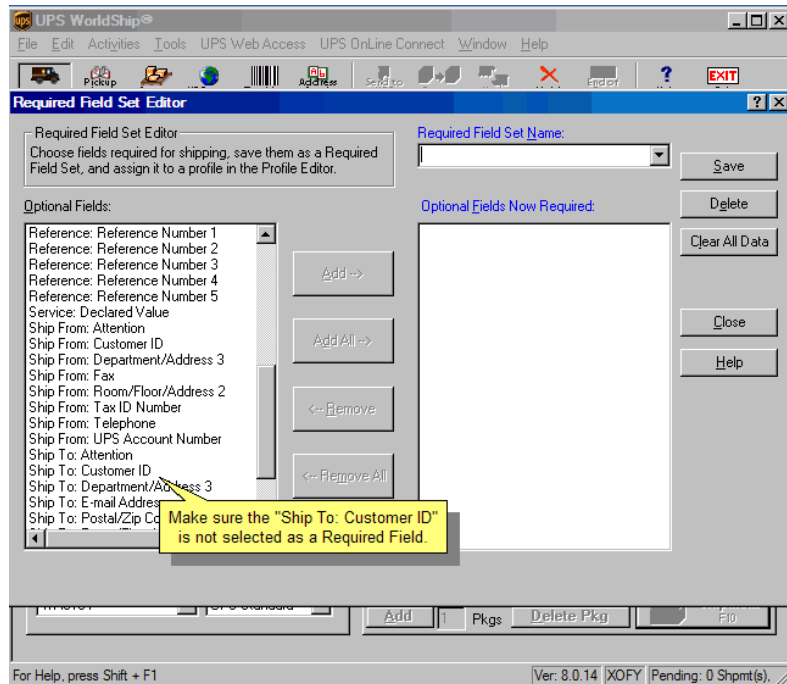 UPS WorldShip®
File Edit Activities Tools UPS Web Access UPS OnLine Connect Window Help
Pickup Address Send to End of EXIT
Required Field Set Editor
Required Field Set Editor
Choose fields required for shipping, save them as a Required
Field Set, and assign it to a profile in the Profile Editor.
Required Field Set Name:
Save
Delete
Clear All Data
Close
Help
Optional Fields:
Reference: Reference Number 1
Reference: Reference Number 2
Reference: Reference Number 3
Reference: Reference Number 4
Reference: Reference Number 5
Service: Declared Value
Ship From: Attention
Ship From: Customer ID
Ship From: Department/Address 3
Ship From: Fax
Ship From: Room/Floor/Address 2
Ship From: Tax ID Number
Ship From: Telephone
Ship From: UPS Account Number
Ship To: Attention
Ship To: Customer ID
Ship To: Department/Address 3
Ship To: E-mail Address
Ship To: Postal/Zip Co
Add -->
Add All -->
<-- Remove
<-- Remove All
Optional Fields Now Required:
Make sure the "Ship To: Customer ID"
is not selected as a Required Field.
Add 1 Pkgs Delete Pkg F10
For Help, press Shift + F1 Ver: 8.0.14 XOFY Pending: 0 Shpmt(s),